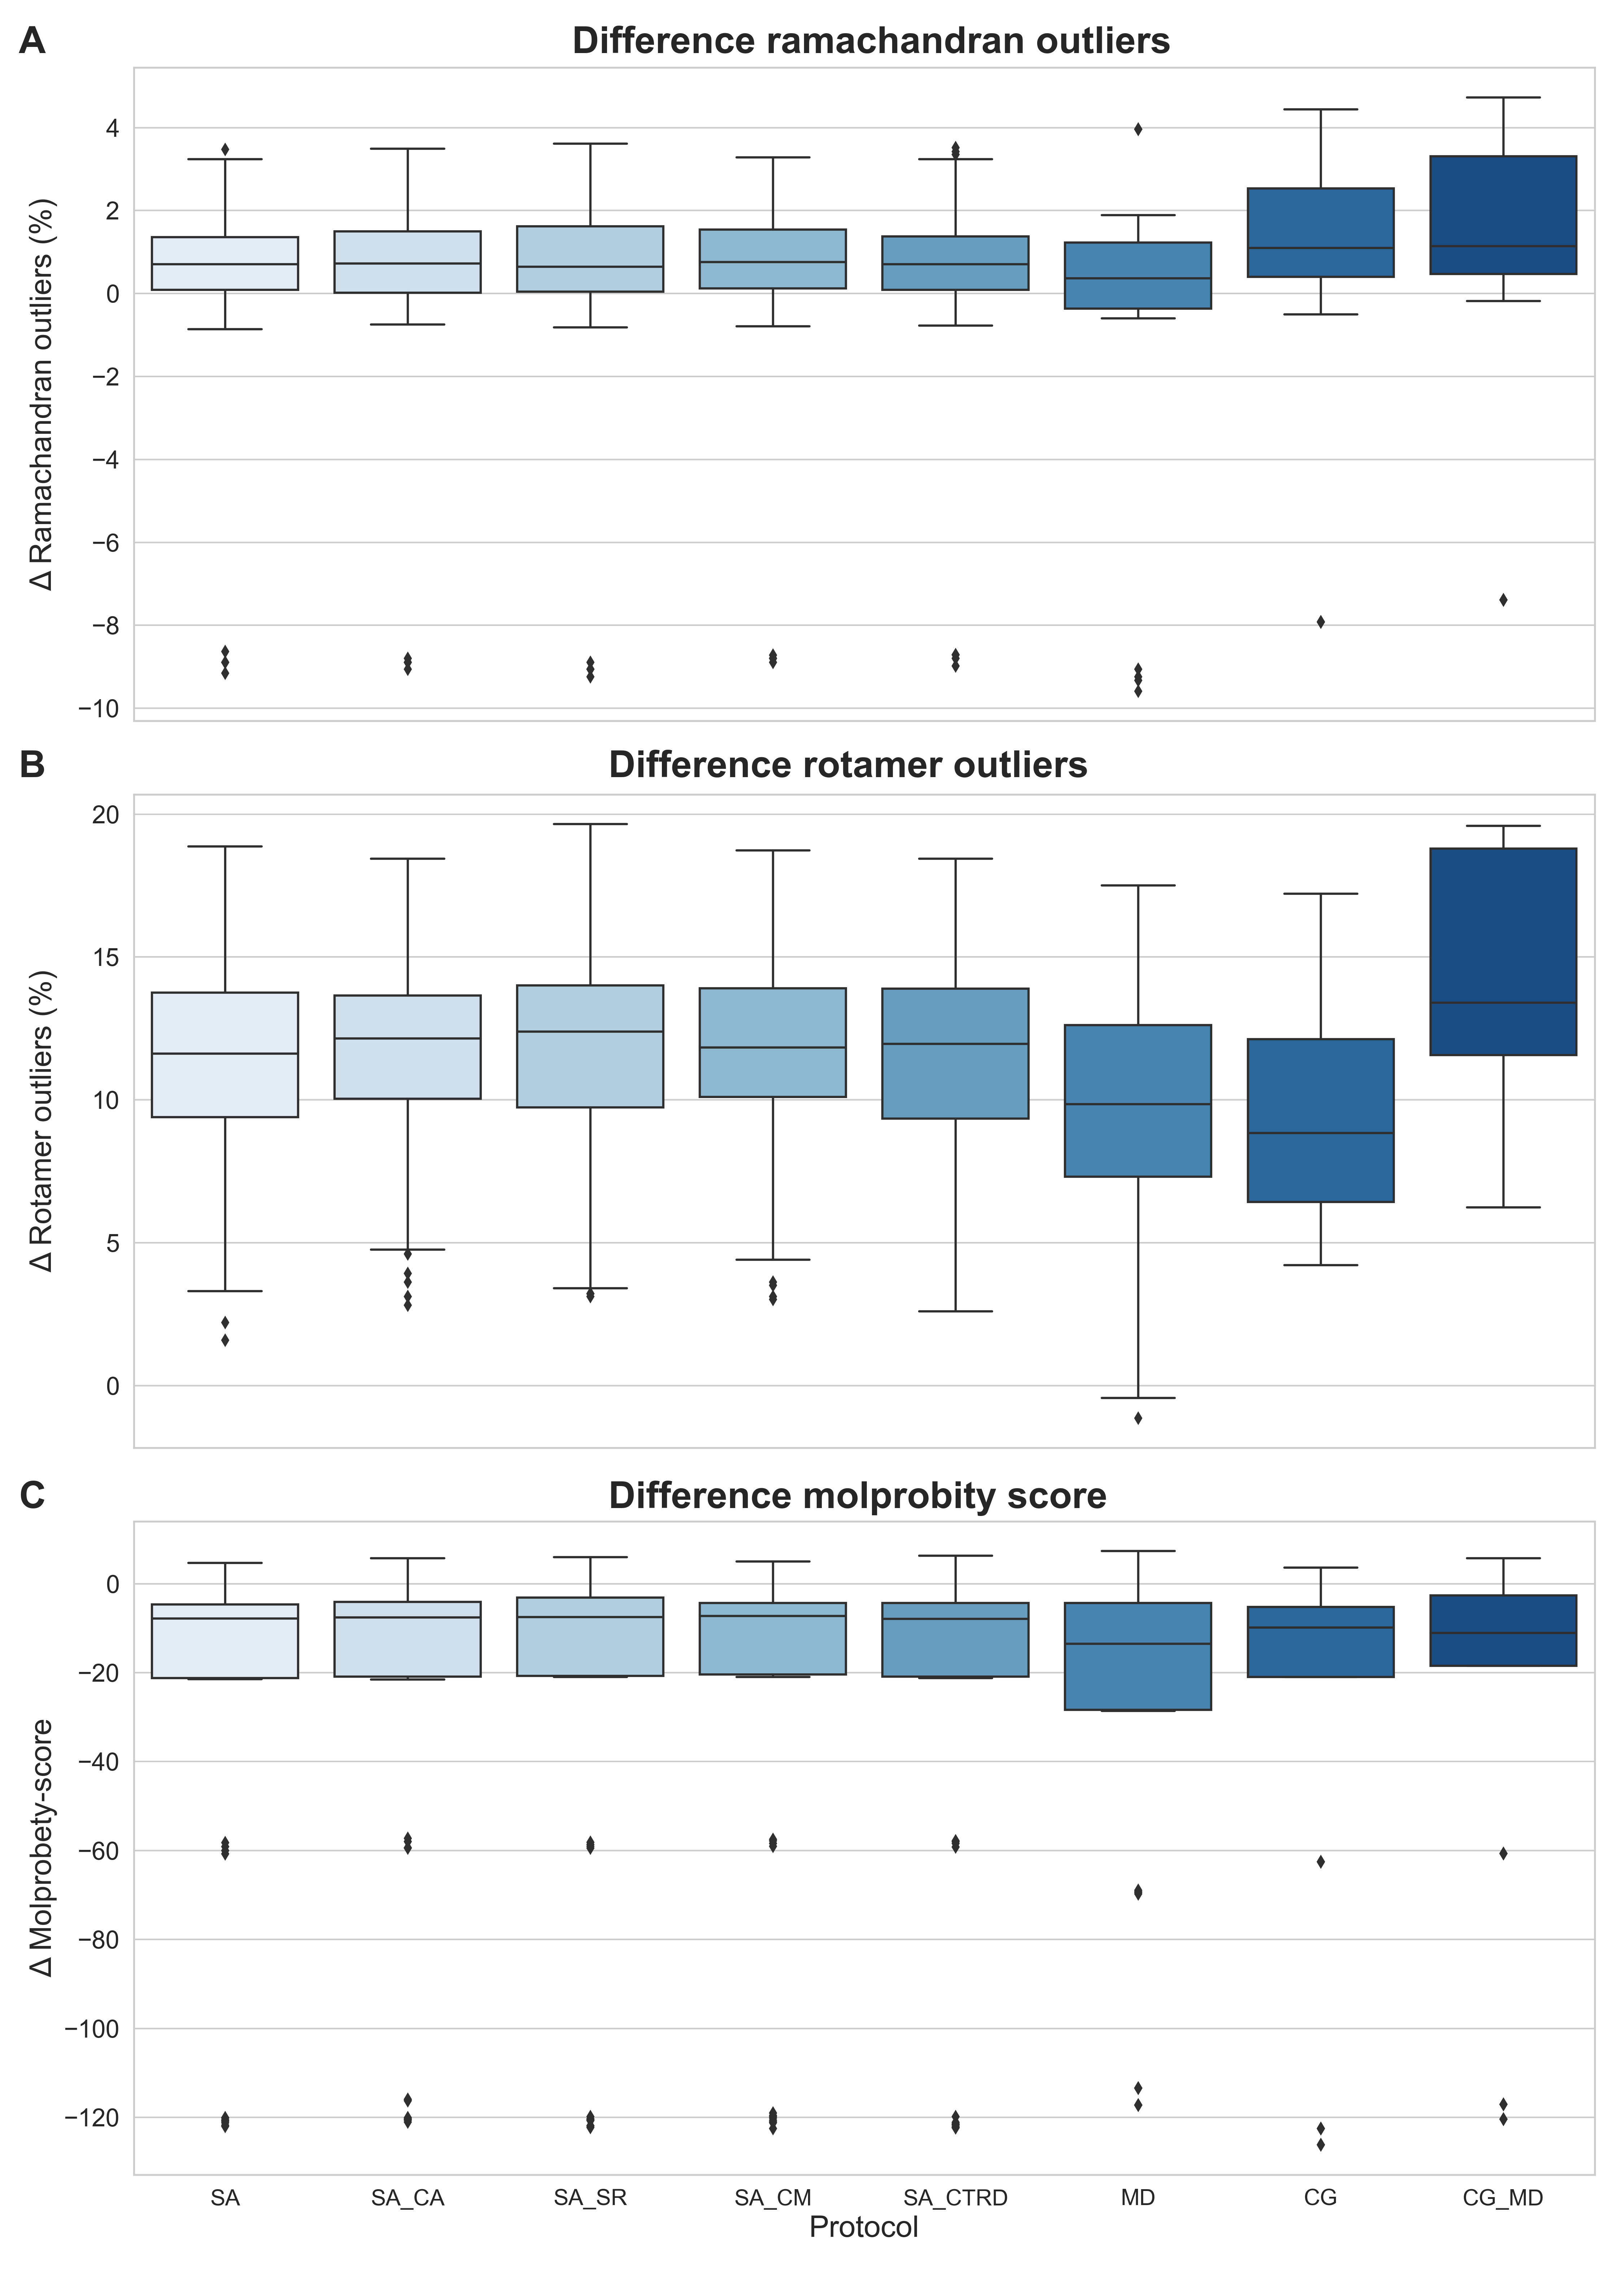 A
Difference ramachandran outliers
Δ Ramachandran outliers (%)
4
2
0
−2
−4
−6
−8
−10
B
Difference rotamer outliers
Δ Rotamer outliers (%)
20
15
10
5
0
C
Difference molprobity score
Δ Molprobety-score
0
−20
−40
−60
−80
−100
−120
SA SA_CA SA_SR SA_CM SA_CTRD MD CG CG_MD
Protocol